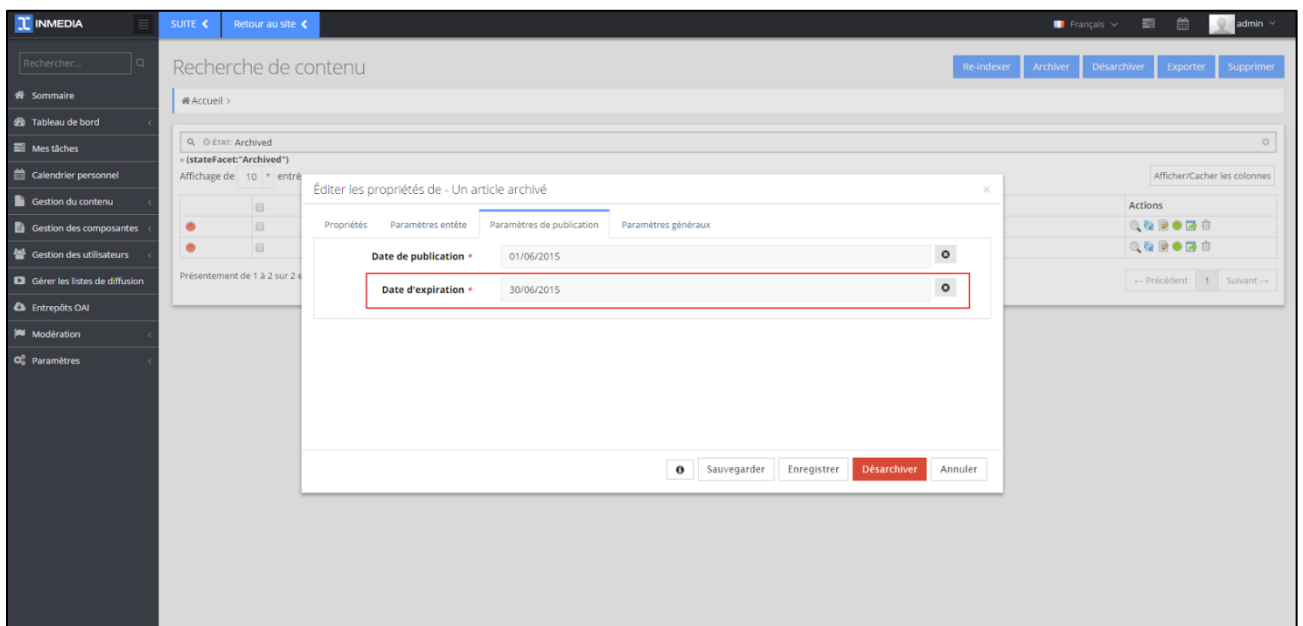 INMEDIA
SUITE
Retour au site
Français
admin
Rechercher...
Recherche de contenu
Re-indexer
Archiver
Désarchiver
Exporter
Supprimer
Sommaire
Accueil >
Tableau de bord
Mes tâches
ÉTAT: Archived
(stateFacet:"Archived")
Calendrier personnel
Affichage de 10 entré
Afficher/Cacher les colonnes
Éditer les propriétés de - Un article archivé
Gestion du contenu
Actions
Gestion des composantes
Propriétés
Paramètres entête
Paramètres de publication
Paramètres généraux
Gestion des utilisateurs
Date de publication *
01/06/2015
Gérer les listes de diffusion
Présentement de 1 à 2 sur 2 e
Date d'expiration *
30/06/2015
← Précédent
1
Suivant →
Entrepôts OAI
Modération
Paramètres
Sauvegarder
Enregistrer
Désarchiver
Annuler